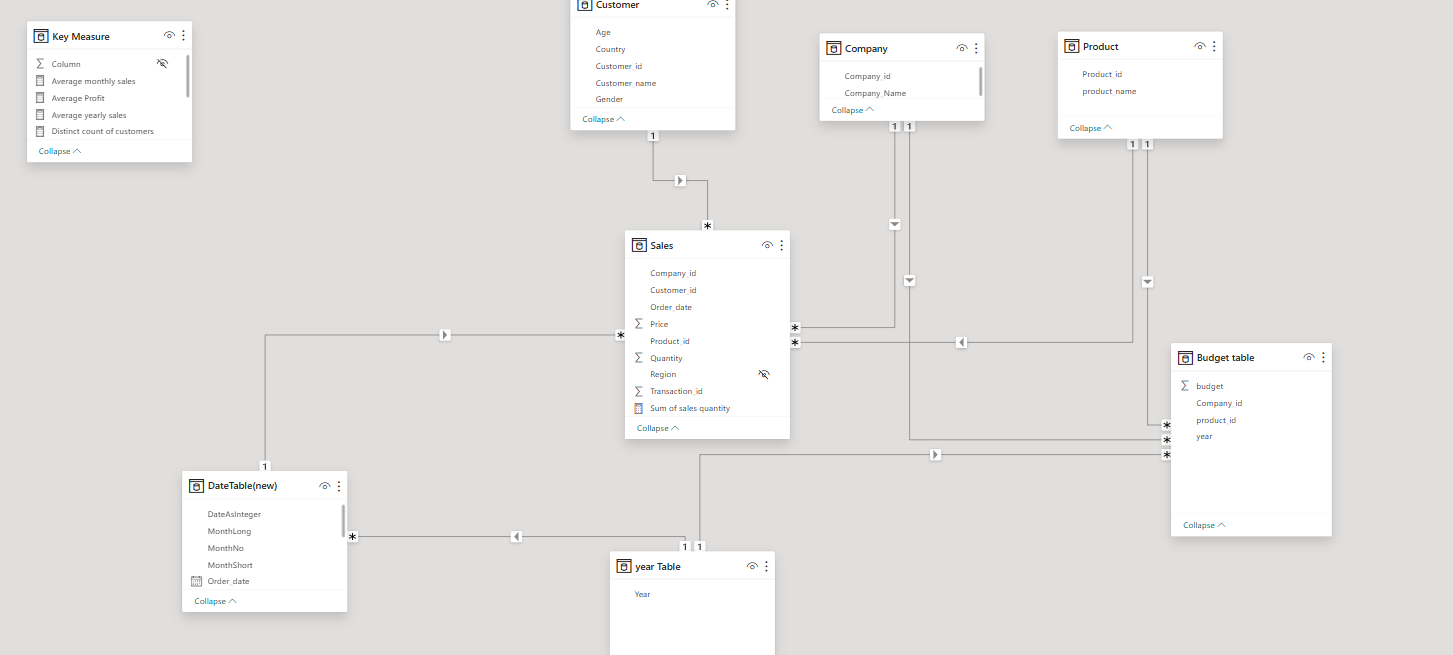 Key Measure
Column
Average monthly sales
Average Profit
Average yearly sales
Distinct count of customers
Collapse
Customer
Age
Country
Customer_id
Customer_name
Gender
Collapse
Company
Company_id
Company_Name
Collapse
Product
Product_id
product_name
Collapse
1
1
1
1
1
*
Sales
Company_id
Customer_id
Order_date
Price
Product_id
Quantity
Region
Transaction_id
Sum of sales quantity
Collapse
*
*
*
Budget table
budget
Company_id
product_id
year
Collapse
*
*
*
1
DateTable(new)
DateAsInteger
MonthLong
MonthNo
MonthShort
Order_date
Collapse
*
1
1
year Table
Year